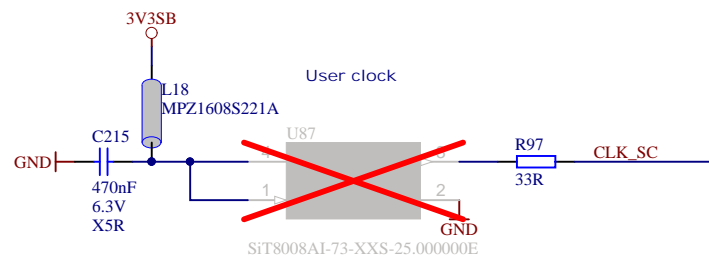 3V3SB
User clock
L18
MPZ1608S221A
C215
U87
R97
GND
4
3
CLK_SC
470nF
1
2
33R
6.3V
X5R
GND
SiT8008AI-73-XXS-25.000000E